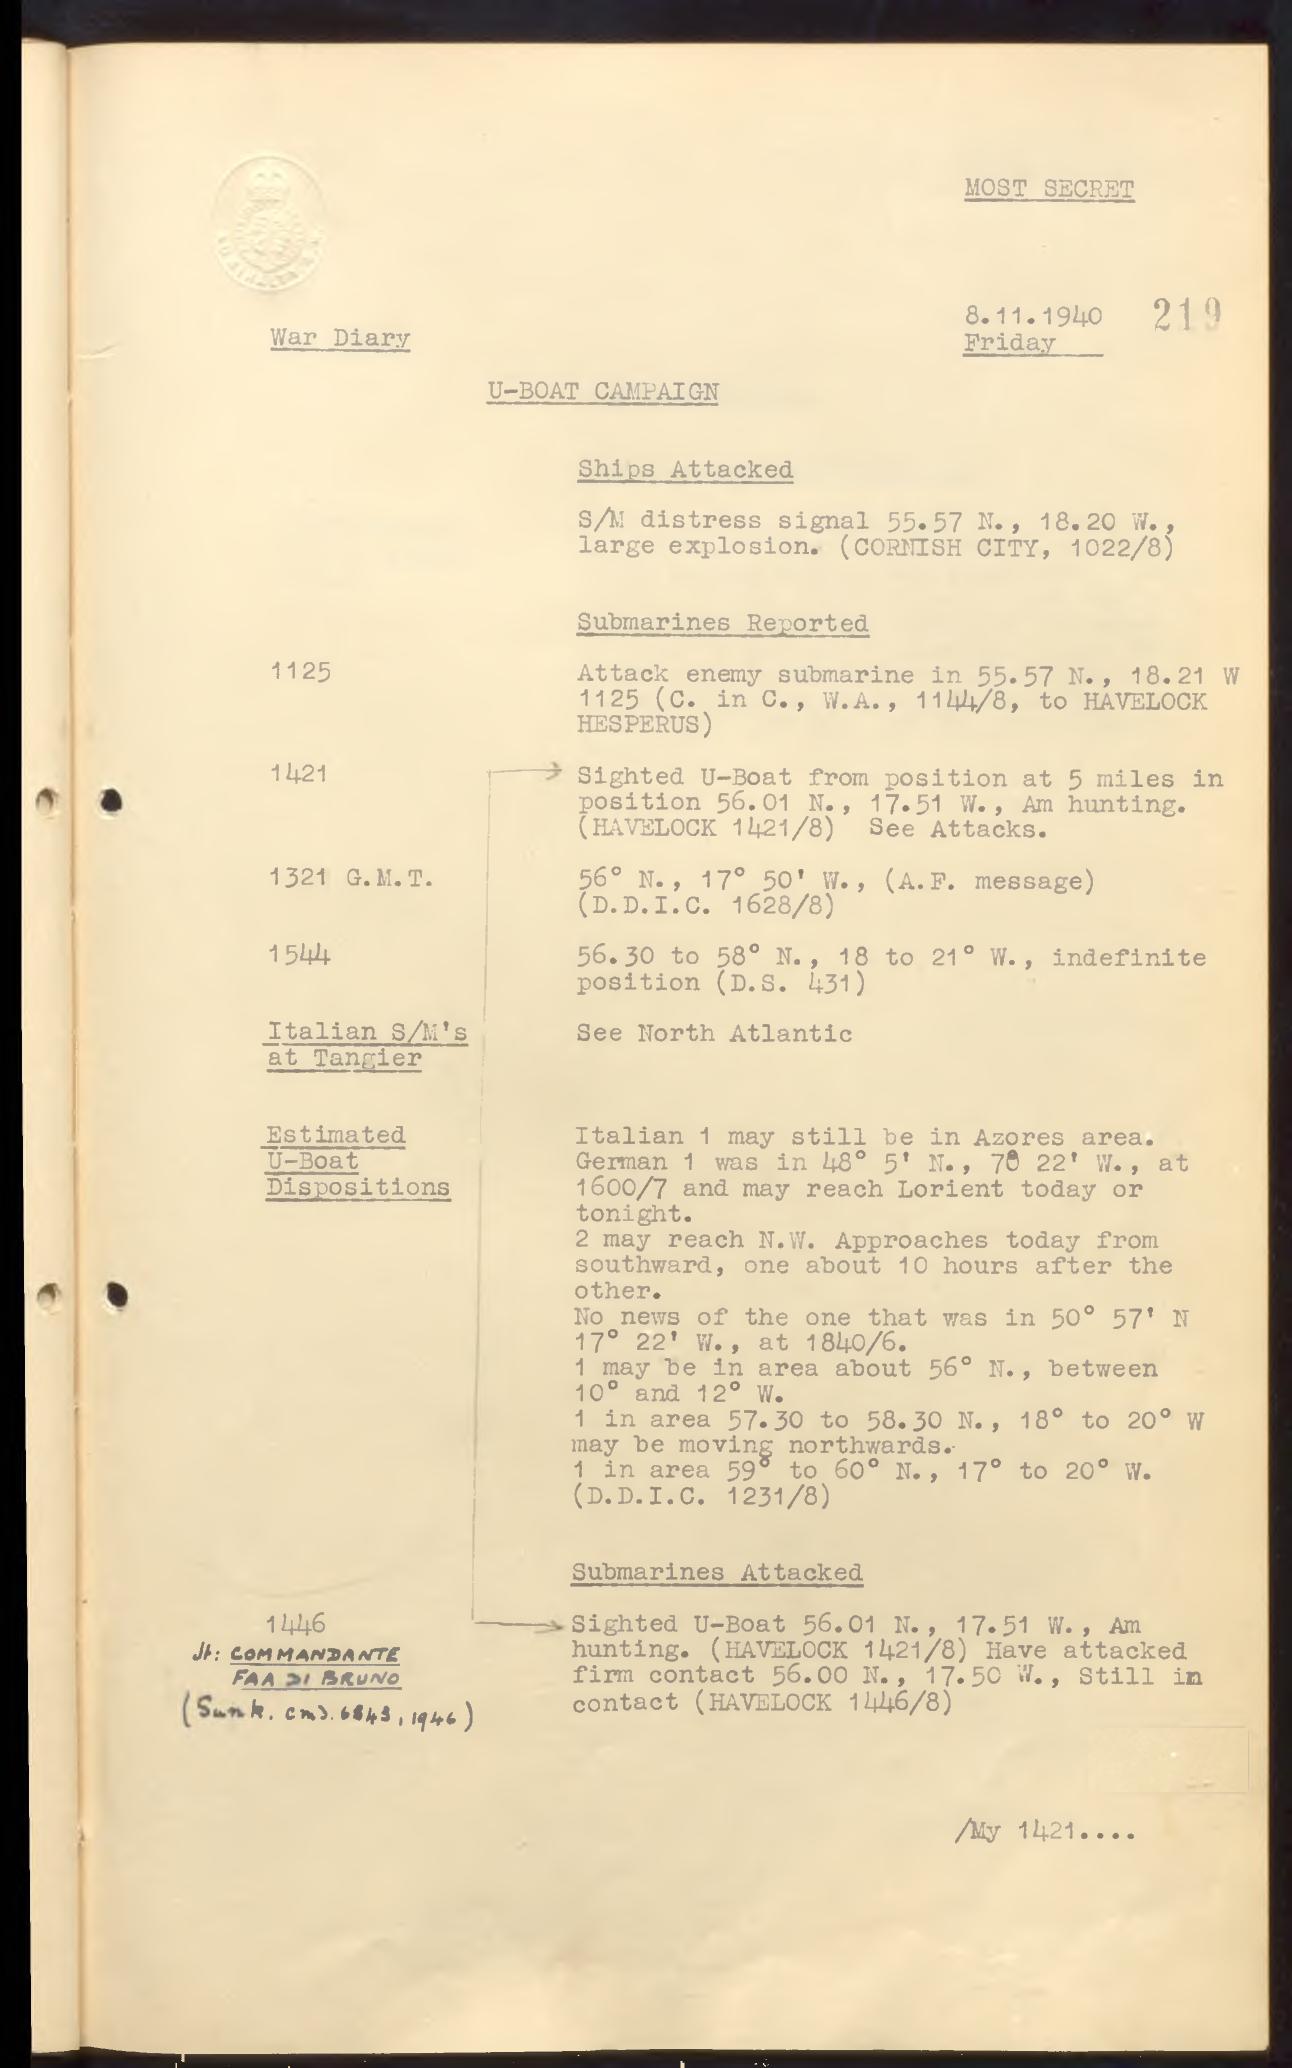 MOST SECRET
8.11.1940 219
War Diary
Friday
U-BOAT CAMPAIGN
Ships Attacked
S/M distress signal 55.57 N., 18.20 W.,
large explosion. (CORNISH CITY, 1022/8)
Submarines Reported
1125
Attack enemy submarine in 55.57 N., 18.21 W
1125 (C. in C., W.A., 1144/8, to HAVELOCK
HESPERUS)
1421
Sighted U-Boat from position at 5 miles in
position 56.01 N., 17.51 W., Am hunting.
(HAVELOCK 1421/8) See Attacks.
1321 G.M.T.
56° N., 17° 50' W., (A.F. message)
(D.D.I.C. 1628/8)
1544
56.30 to 58° N., 18 to 21° W., indefinite
position (D.S. 431)
Italian S/M's
at Tangier
See North Atlantic
Estimated
U-Boat
Dispositions
Italian 1 may still be in Azores area.
German 1 was in 48° 5' N., 7° 22' W., at
1600/7 and may reach Lorient today or
tonight.
2 may reach N.W. Approaches today from
southward, one about 10 hours after the
other.
No news of the one that was in 50° 57' N
17° 22' W., at 1840/6.
1 may be in area about 56° N., between
10° and 12° W.
1 in area 57.30 to 58.30 N., 18° to 20° W
may be moving northwards.
1 in area 59° to 60° N., 17° to 20° W.
(D.D.I.C. 1231/8)
Submarines Attacked
1446
It: COMMANDANTE
FAA DI BRUNO
(Sunk. Cmd. 6843, 1946)
Sighted U-Boat 56.01 N., 17.51 W., Am
hunting. (HAVELOCK 1421/8) Have attacked
firm contact 56.00 N., 17.50 W., Still in
contact (HAVELOCK 1446/8)
/My 1421....